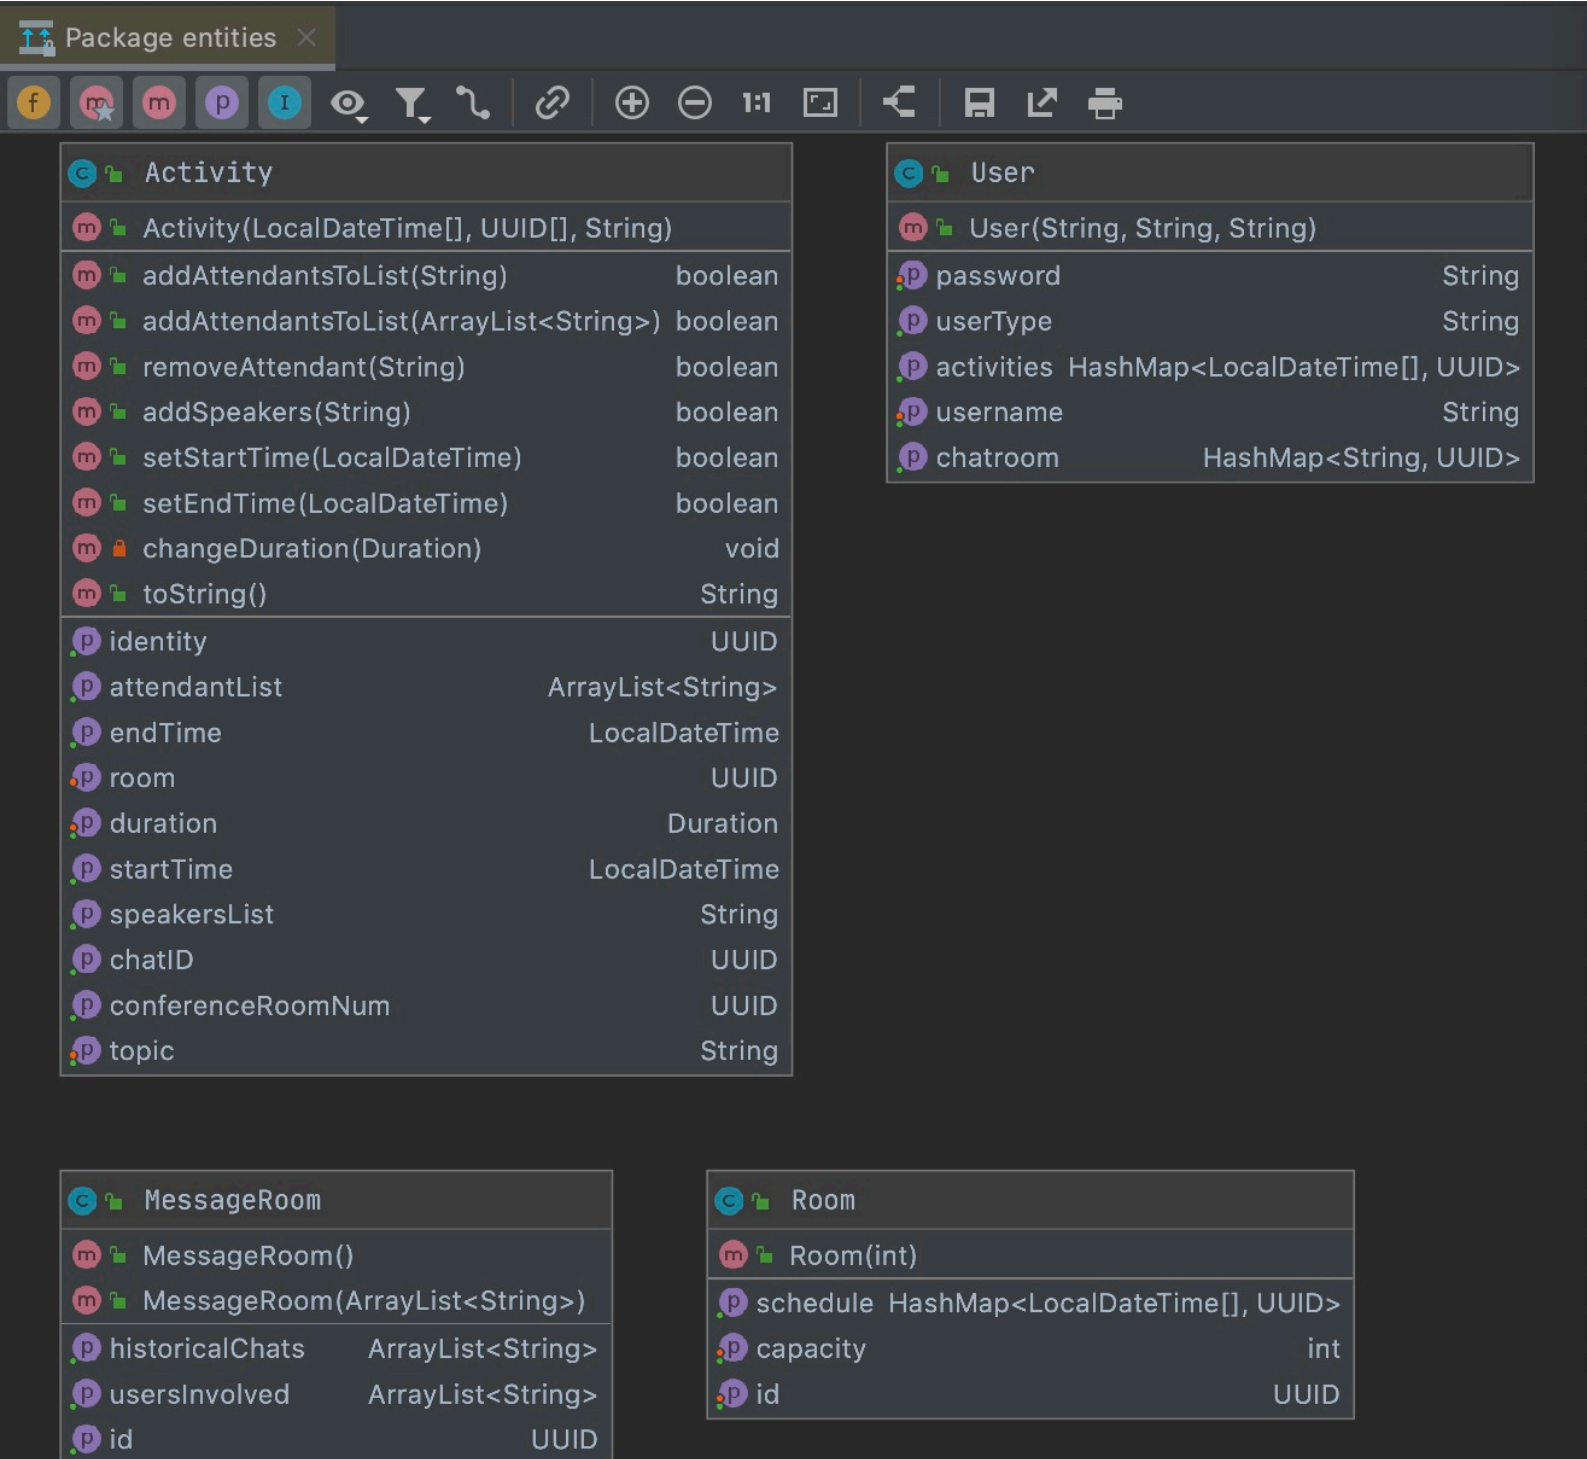 Package entities
f m m p I 1:1
C Activity
m Activity(LocalDateTime[], UUID[], String)
m addAttendantsToList(String) boolean
m addAttendantsToList(ArrayList<String>) boolean
m removeAttendant(String) boolean
m addSpeakers(String) boolean
m setStartTime(LocalDateTime) boolean
m setEndTime(LocalDateTime) boolean
m changeDuration(Duration) void
m toString() String
p identity UUID
p attendantList ArrayList<String>
p endTime LocalDateTime
p room UUID
p duration Duration
p startTime LocalDateTime
p speakersList String
p chatID UUID
p conferenceRoomNum UUID
p topic String
C User
m User(String, String, String)
p password String
p userType String
p activities HashMap<LocalDateTime[], UUID>
p username String
p chatroom HashMap<String, UUID>
C MessageRoom
m MessageRoom()
m MessageRoom(ArrayList<String>)
p historicalChats ArrayList<String>
p usersInvolved ArrayList<String>
p id UUID
C Room
m Room(int)
p schedule HashMap<LocalDateTime[], UUID>
p capacity int
p id UUID